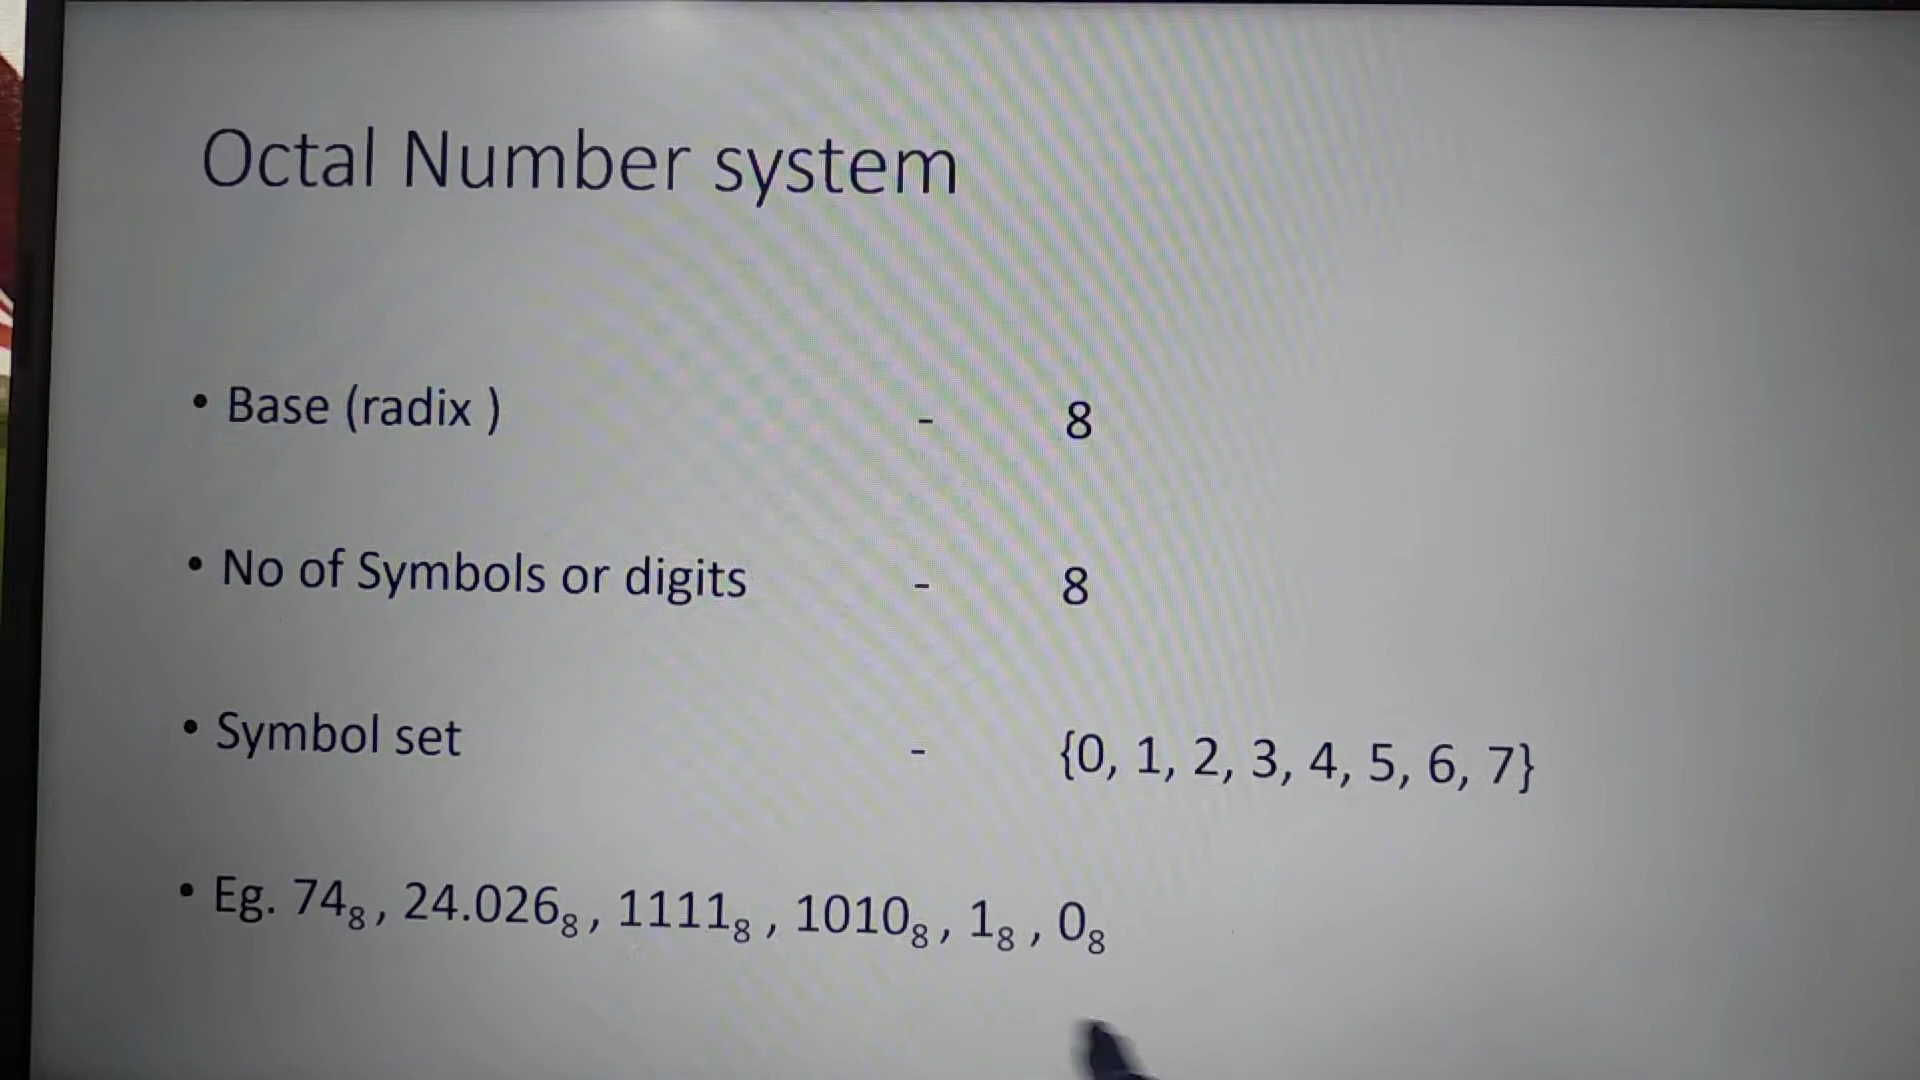 Octal Number system
• Base (radix ) - 8
• No of Symbols or digits - 8
• Symbol set - {0, 1, 2, 3, 4, 5, 6, 7}
• Eg. 74₈ , 24.026₈ , 1111₈ , 1010₈ , 1₈ , 0₈